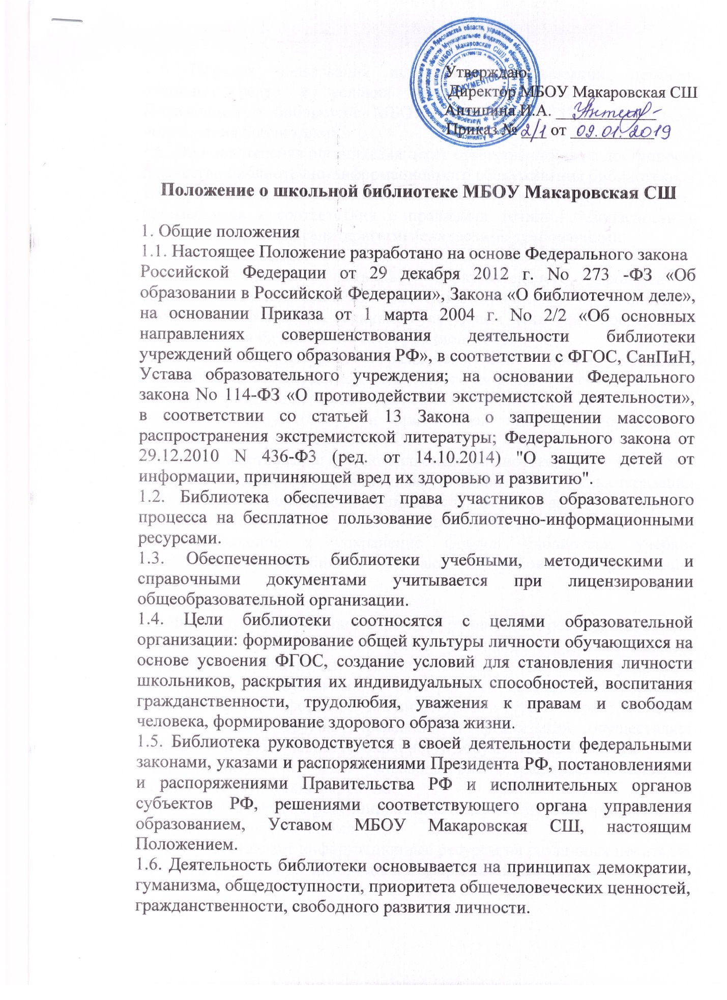 Утверждаю:
Директор МБОУ Макаровская СШ
Антипина И.А.
Приказ № 2/1 от 09.01.2019
ДЛЯ
ДОКУМЕНТОВ
Положение о школьной библиотеке МБОУ Макаровская СШ
1. Общие положения
1.1. Настоящее Положение разработано на основе Федерального закона
Российской Федерации от 29 декабря 2012 г. No 273 -ФЗ «Об
образовании в Российской Федерации», Закона «О библиотечном деле»,
на основании Приказа от 1 марта 2004 г. No 2/2 «Об основных
направлениях совершенствования деятельности библиотеки
учреждений общего образования РФ», в соответствии с ФГОС, СанПиН,
Устава образовательного учреждения; на основании Федерального
закона No 114-ФЗ «О противодействии экстремистской деятельности»,
в соответствии со статьей 13 Закона о запрещении массового
распространения экстремистской литературы; Федерального закона от
29.12.2010 N 436-ФЗ (ред. от 14.10.2014) "О защите детей от
информации, причиняющей вред их здоровью и развитию".
1.2. Библиотека обеспечивает права участников образовательного
процесса на бесплатное пользование библиотечно-информационными
ресурсами.
1.3. Обеспеченность библиотеки учебными, методическими и
справочными документами учитывается при лицензировании
общеобразовательной организации.
1.4. Цели библиотеки соотносятся с целями образовательной
организации: формирование общей культуры личности обучающихся на
основе усвоения ФГОС, создание условий для становления личности
школьников, раскрытия их индивидуальных способностей, воспитания
гражданственности, трудолюбия, уважения к правам и свободам
человека, формирование здорового образа жизни.
1.5. Библиотека руководствуется в своей деятельности федеральными
законами, указами и распоряжениями Президента РФ, постановлениями
и распоряжениями Правительства РФ и исполнительных органов
субъектов РФ, решениями соответствующего органа управления
образованием, Уставом МБОУ Макаровская СШ, настоящим
Положением.
1.6. Деятельность библиотеки основывается на принципах демократии,
гуманизма, общедоступности, приоритета общечеловеческих ценностей,
гражданственности, свободного развития личности.